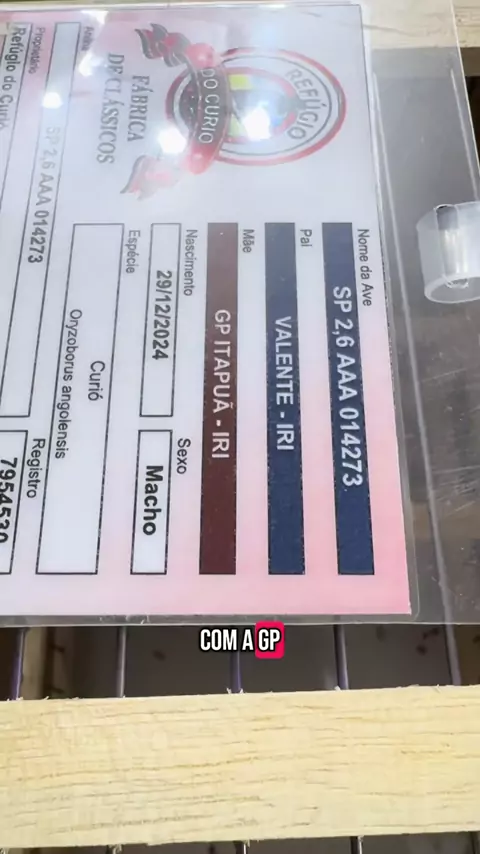 REFÚGIO
DO CURIÓ
FÁBRICA
DE CLÁSSICOS
Nome da Ave
SP 2,6 AAA 014273
Pai
VALENTE - IRI
Mãe
GP ITAPUÃ - IRI
Nascimento
29/12/2024
Sexo
Macho
Espécie
Curió
Oryzoborus angolensis
Anilha
SP 2,6 AAA 014273
Registro
7954530
Proprietário
Refúgio do Curió
COM A GP